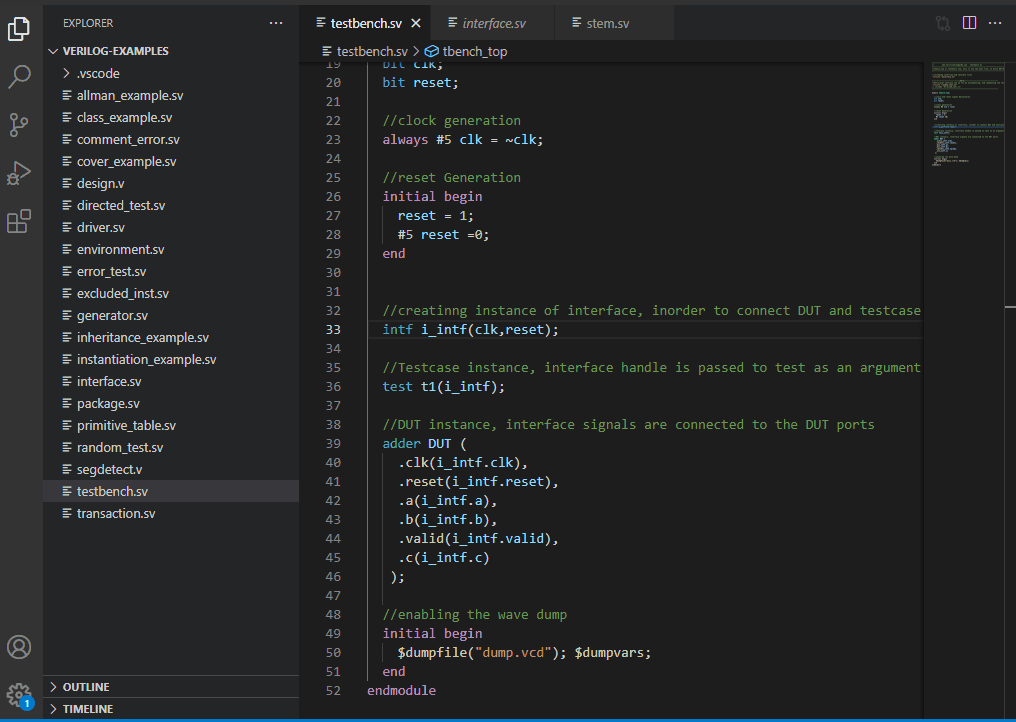 EXPLORER
VERILOG-EXAMPLES
.vscode
allman_example.sv
class_example.sv
comment_error.sv
cover_example.sv
design.v
directed_test.sv
driver.sv
environment.sv
error_test.sv
excluded_inst.sv
generator.sv
inheritance_example.sv
instantiation_example.sv
interface.sv
package.sv
primitive_table.sv
random_test.sv
segdetect.v
testbench.sv
transaction.sv
OUTLINE
TIMELINE
1
testbench.sv interface.sv stem.sv
testbench.sv > tbench_top
19 bit clk;
20 bit reset;
21
22 //clock generation
23 always #5 clk = ~clk;
24
25 //reset Generation
26 initial begin
27 reset = 1;
28 #5 reset =0;
29 end
30
31
32 //creatinng instance of interface, inorder to connect DUT and testcase
33 intf i_intf(clk,reset);
34
35 //Testcase instance, interface handle is passed to test as an argument
36 test t1(i_intf);
37
38 //DUT instance, interface signals are connected to the DUT ports
39 adder DUT (
40 .clk(i_intf.clk),
41 .reset(i_intf.reset),
42 .a(i_intf.a),
43 .b(i_intf.b),
44 .valid(i_intf.valid),
45 .c(i_intf.c)
46 );
47
48 //enabling the wave dump
49 initial begin
50 $dumpfile("dump.vcd"); $dumpvars;
51 end
52 endmodule